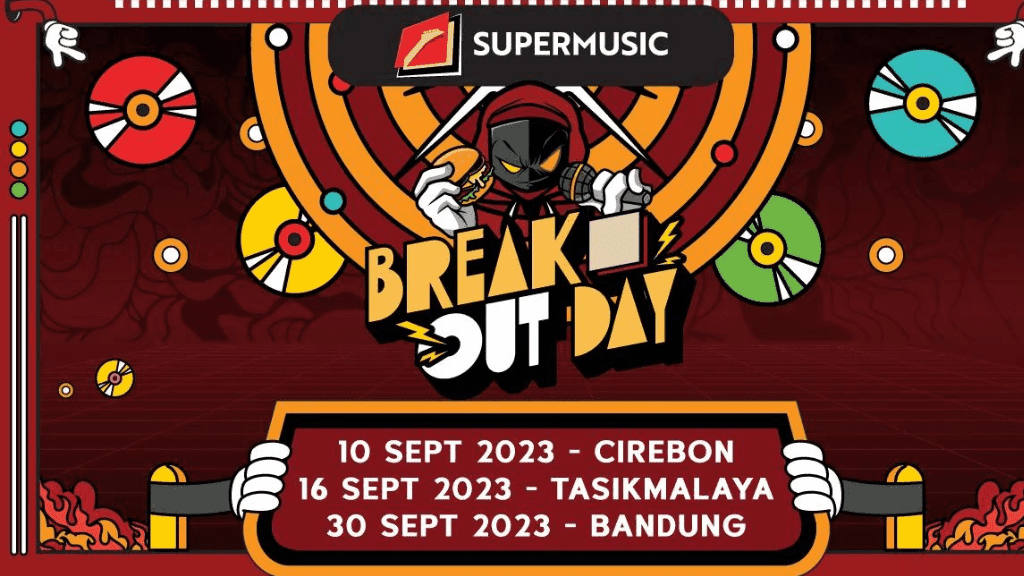 SUPERMUSIC
BREAK
OUT DAY
10 SEPT 2023 - CIREBON
16 SEPT 2023 - TASIKMALAYA
30 SEPT 2023 - BANDUNG